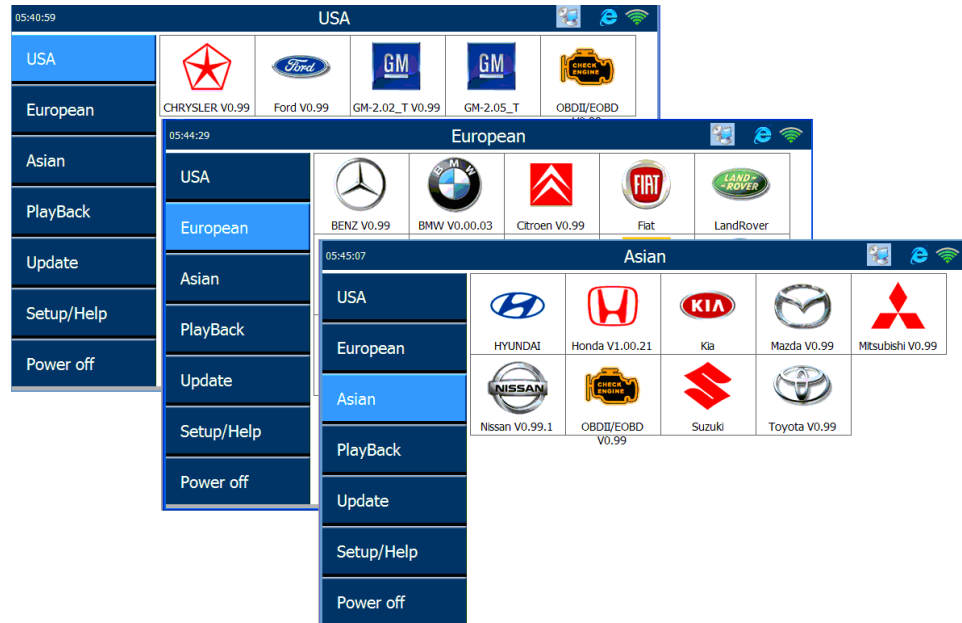 05:40:59
USA
USA
European
Asian
PlayBack
Update
Setup/Help
Power off
Ford
GM
GM
CHECK
ENGINE
CHRYSLER V0.99
Ford V0.99
GM-2.02_T V0.99
GM-2.05_T
OBDII/EOBD
05:44:29
European
USA
European
Asian
PlayBack
Update
Setup/Help
Power off
BMW
FIAT
LAND-
-ROVER
BENZ V0.99
BMW V0.00.03
Citroen V0.99
Fiat
LandRover
05:45:07
Asian
USA
European
Asian
PlayBack
Update
Setup/Help
Power off
KIA
HYUNDAI
Honda V1.00.21
Kia
Mazda V0.99
Mitsubishi V0.99
NISSAN
CHECK
ENGINE
Nissan V0.99.1
OBDII/EOBD
V0.99
Suzuki
Toyota V0.99